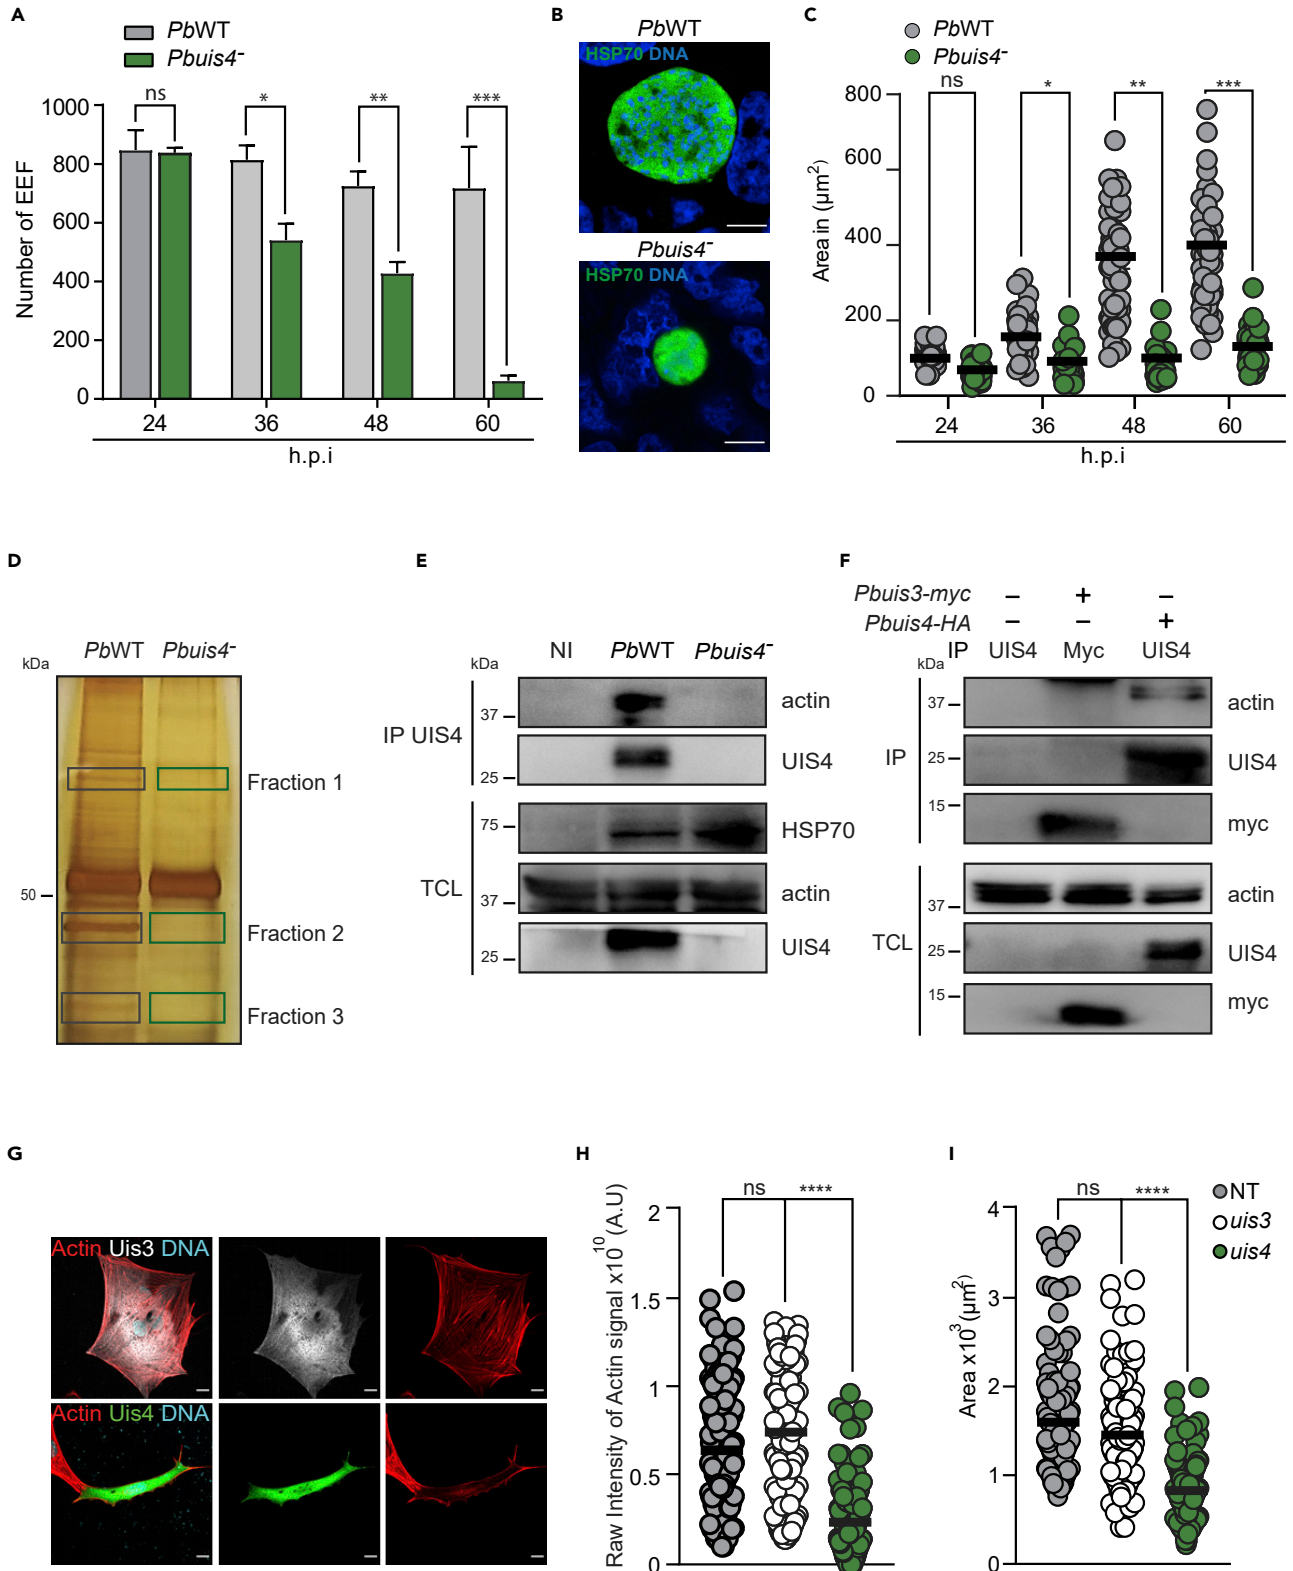 A
PbWT
Pbuis4-
ns
*
**
***
1000
800
600
400
200
0
Number of EEF
24
36
48
60
h.p.i
B
PbWT
HSP70 DNA
Pbuis4-
HSP70 DNA
C
PbWT
Pbuis4-
ns
*
**
***
800
600
400
200
0
Area in (µm2)
24
36
48
60
h.p.i
D
kDa
PbWT
Pbuis4-
50
Fraction 1
Fraction 2
Fraction 3
E
NI
PbWT
Pbuis4-
kDa
IP UIS4
37
actin
25
UIS4
TCL
75
HSP70
37
actin
25
UIS4
F
Pbuis3-myc – + –
Pbuis4-HA – – +
kDa
IP UIS4 Myc UIS4
IP
37
actin
25
UIS4
15
myc
TCL
37
actin
25
UIS4
15
myc
G
Actin Uis3 DNA
Actin Uis4 DNA
H
Raw Intensity of Actin signal x10 10 (A.U)
ns
****
2
1.5
1
0.5
0
I
Area x10 3 (µm2)
ns
****
NT
uis3
uis4
4
3
2
1
0